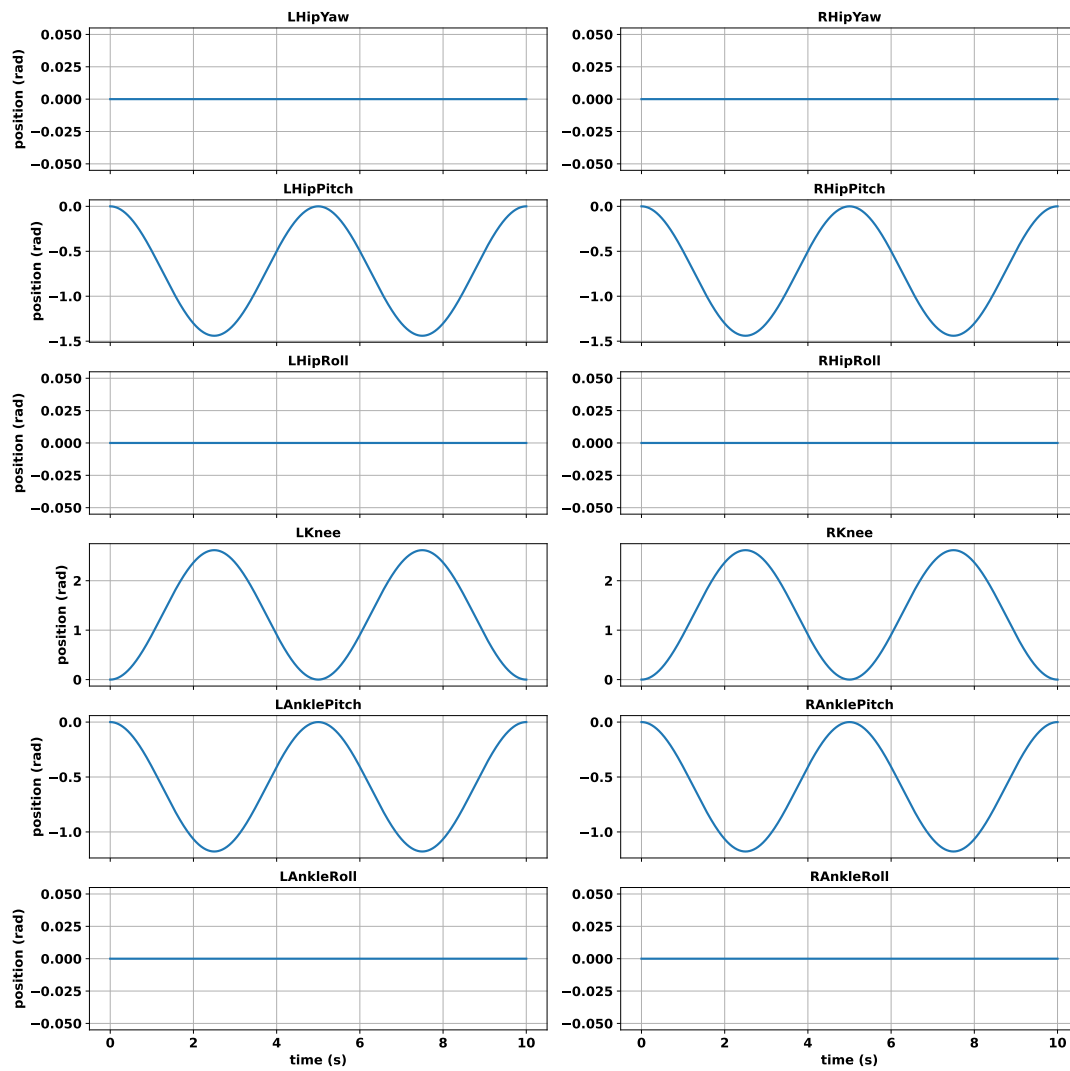 LHipYaw
RHipYaw
position (rad)
0.050
0.025
0.000
−0.025
−0.050
0.050
0.025
0.000
−0.025
−0.050
LHipPitch
RHipPitch
position (rad)
0.0
−0.5
−1.0
−1.5
0.0
−0.5
−1.0
−1.5
LHipRoll
RHipRoll
position (rad)
0.050
0.025
0.000
−0.025
−0.050
0.050
0.025
0.000
−0.025
−0.050
LKnee
RKnee
position (rad)
2
1
0
2
1
0
LAnklePitch
RAnklePitch
position (rad)
0.0
−0.5
−1.0
0.0
−0.5
−1.0
LAnkleRoll
RAnkleRoll
position (rad)
0.050
0.025
0.000
−0.025
−0.050
0.050
0.025
0.000
−0.025
−0.050
0 2 4 6 8 10
0 2 4 6 8 10
time (s)
time (s)